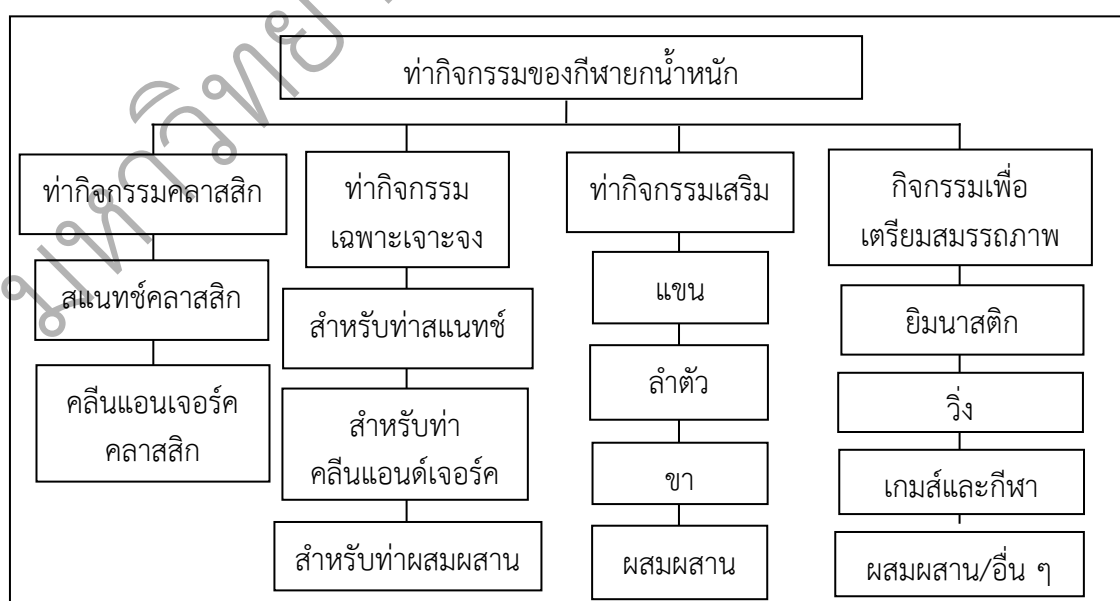 ท่ากิจกรรมของกีฬายกน้ำหนัก
ท่ากิจกรรมคลาสสิก
สแนทช์คลาสสิก
คลีนแอนเจอร์ค
คลาสสิก
ท่ากิจกรรม
เฉพาะเจาะจง
สำหรับท่าสแนทช์
สำหรับท่า
คลีนแอนด์เจอร์ค
สำหรับท่าผสมผสาน
ท่ากิจกรรมเสริม
แขน
ลำตัว
ขา
ผสมผสาน
กิจกรรมเพื่อ
เตรียมสมรรถภาพ
ยิมนาสติก
วิ่ง
เกมส์และกีฬา
ผสมผสาน/อื่น ๆ
มหาวิทย